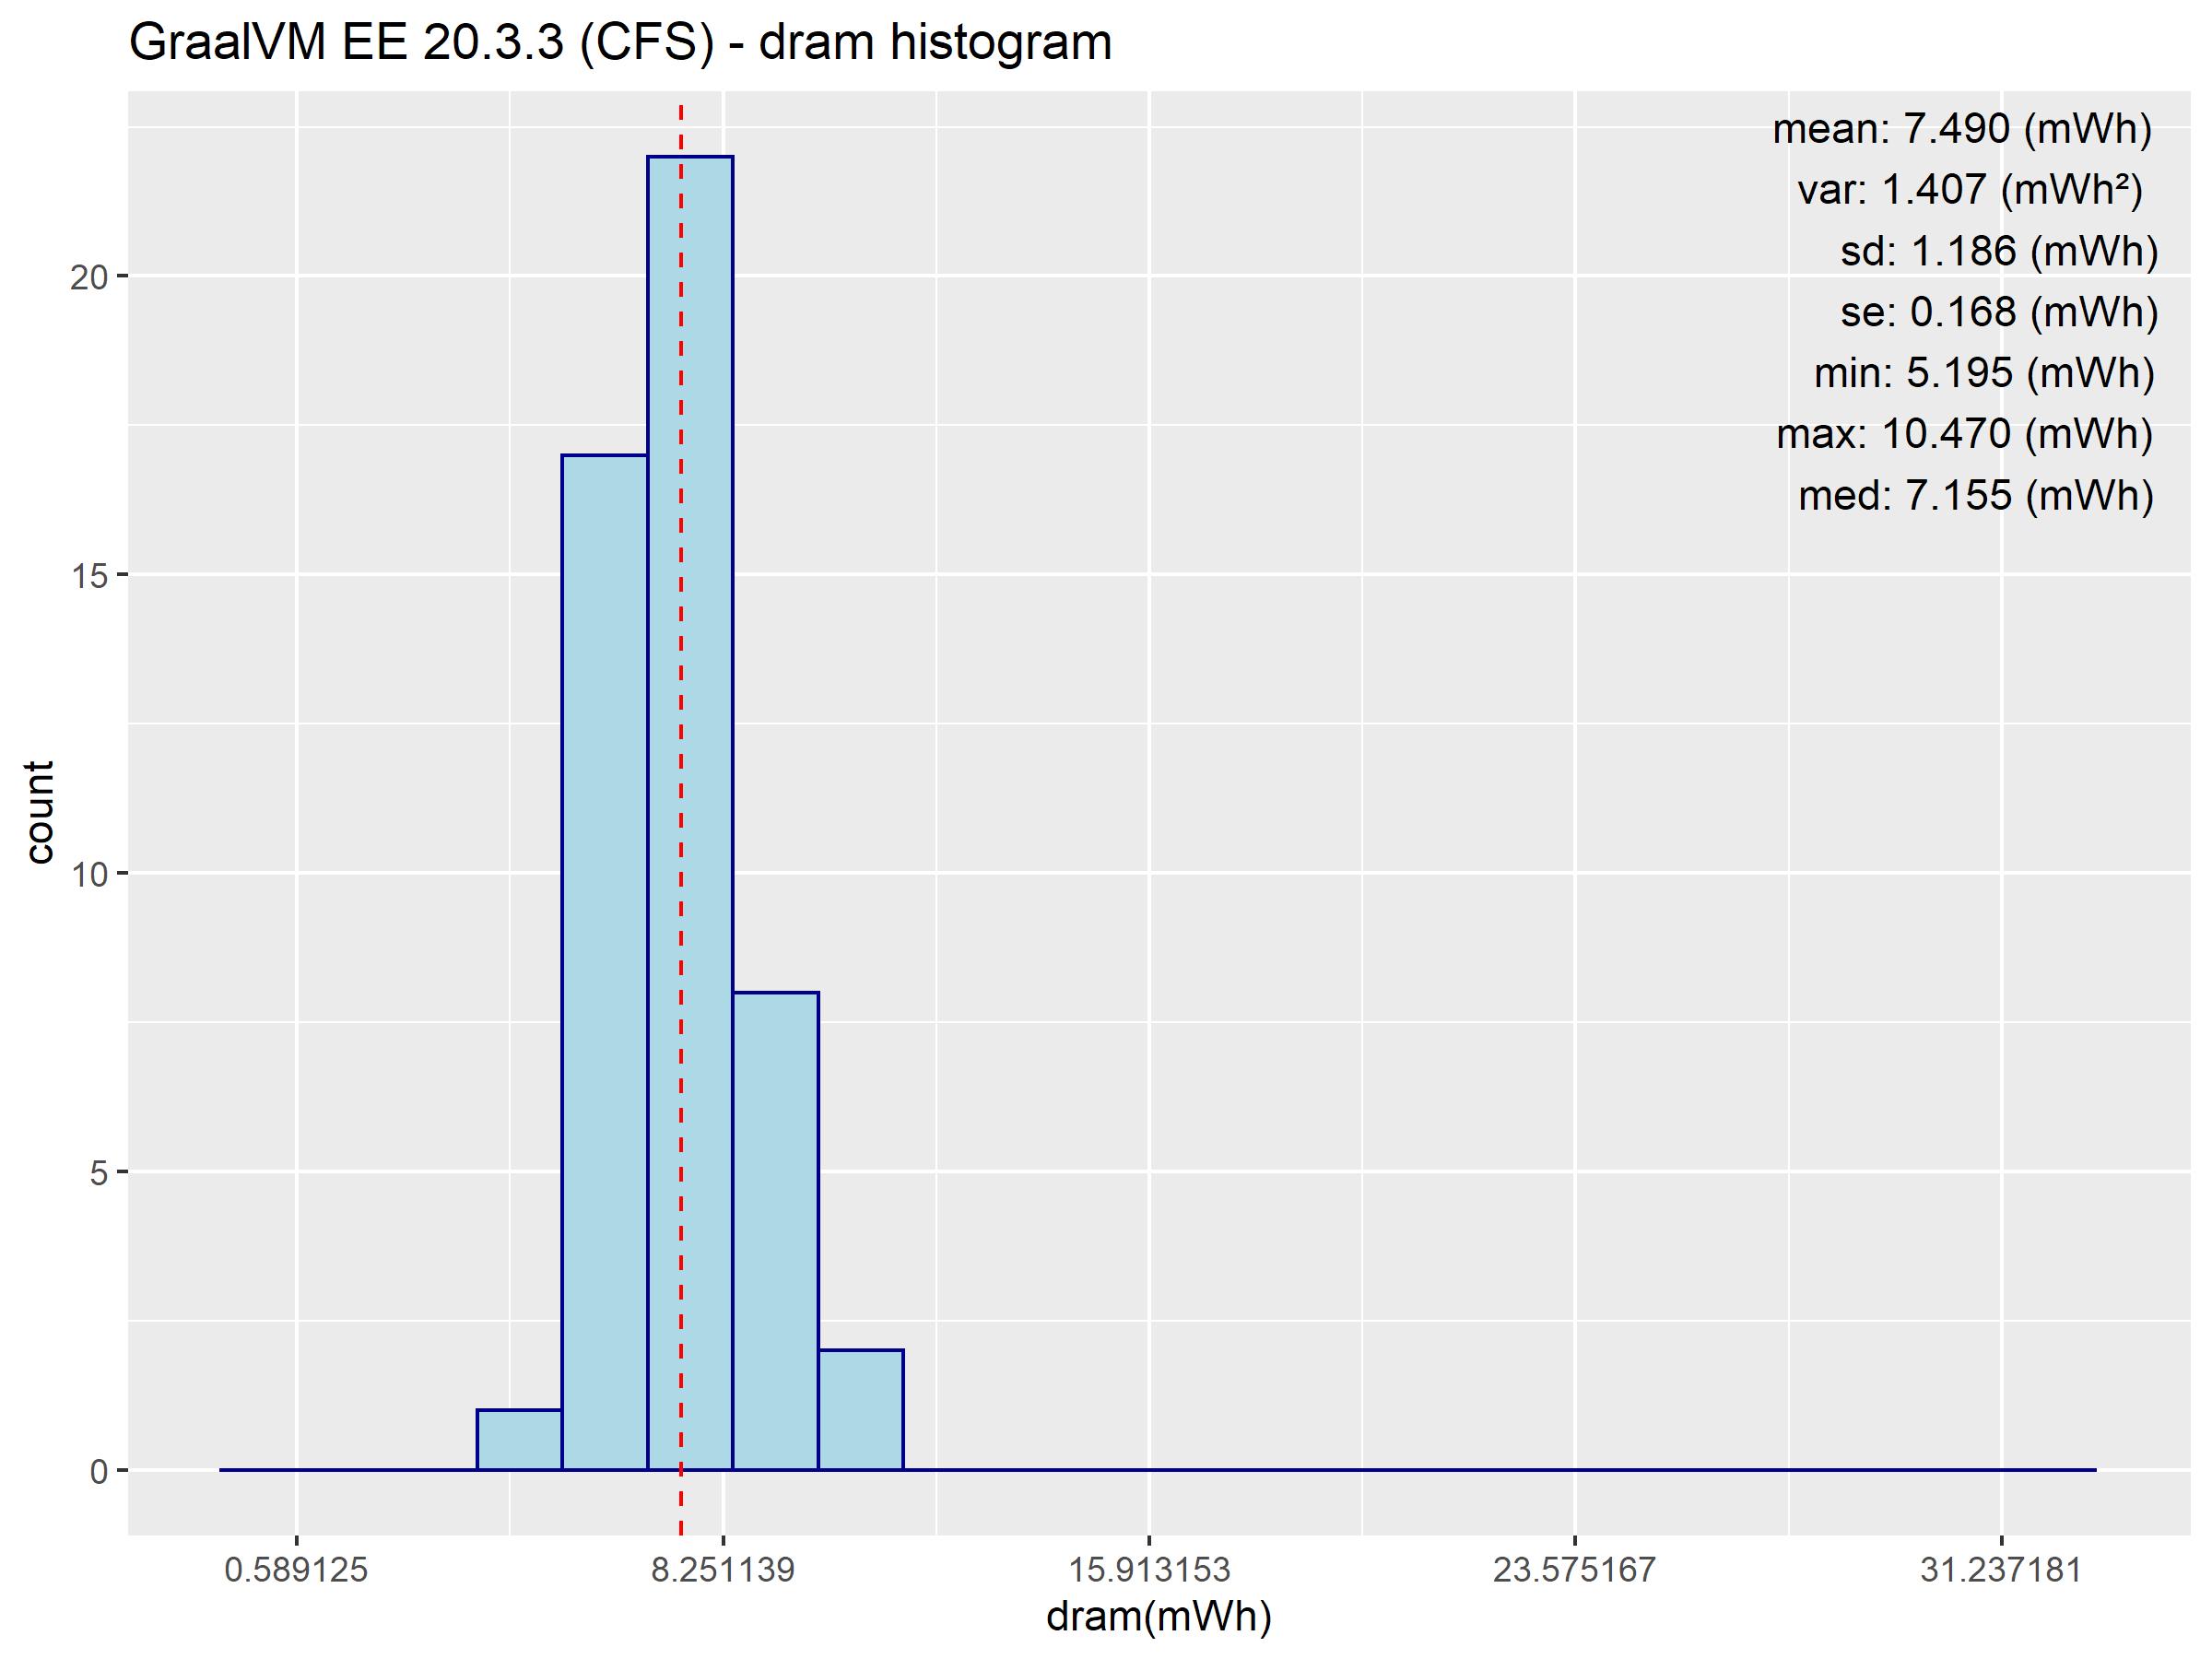 GraalVM EE 20.3.3 (CFS) - dram histogram
mean: 7.490 (mWh)
var: 1.407 (mWh²)
sd: 1.186 (mWh)
se: 0.168 (mWh)
min: 5.195 (mWh)
max: 10.470 (mWh)
med: 7.155 (mWh)
20
15
10
5
0
count
0.589125 8.251139 15.913153 23.575167 31.237181
dram(mWh)